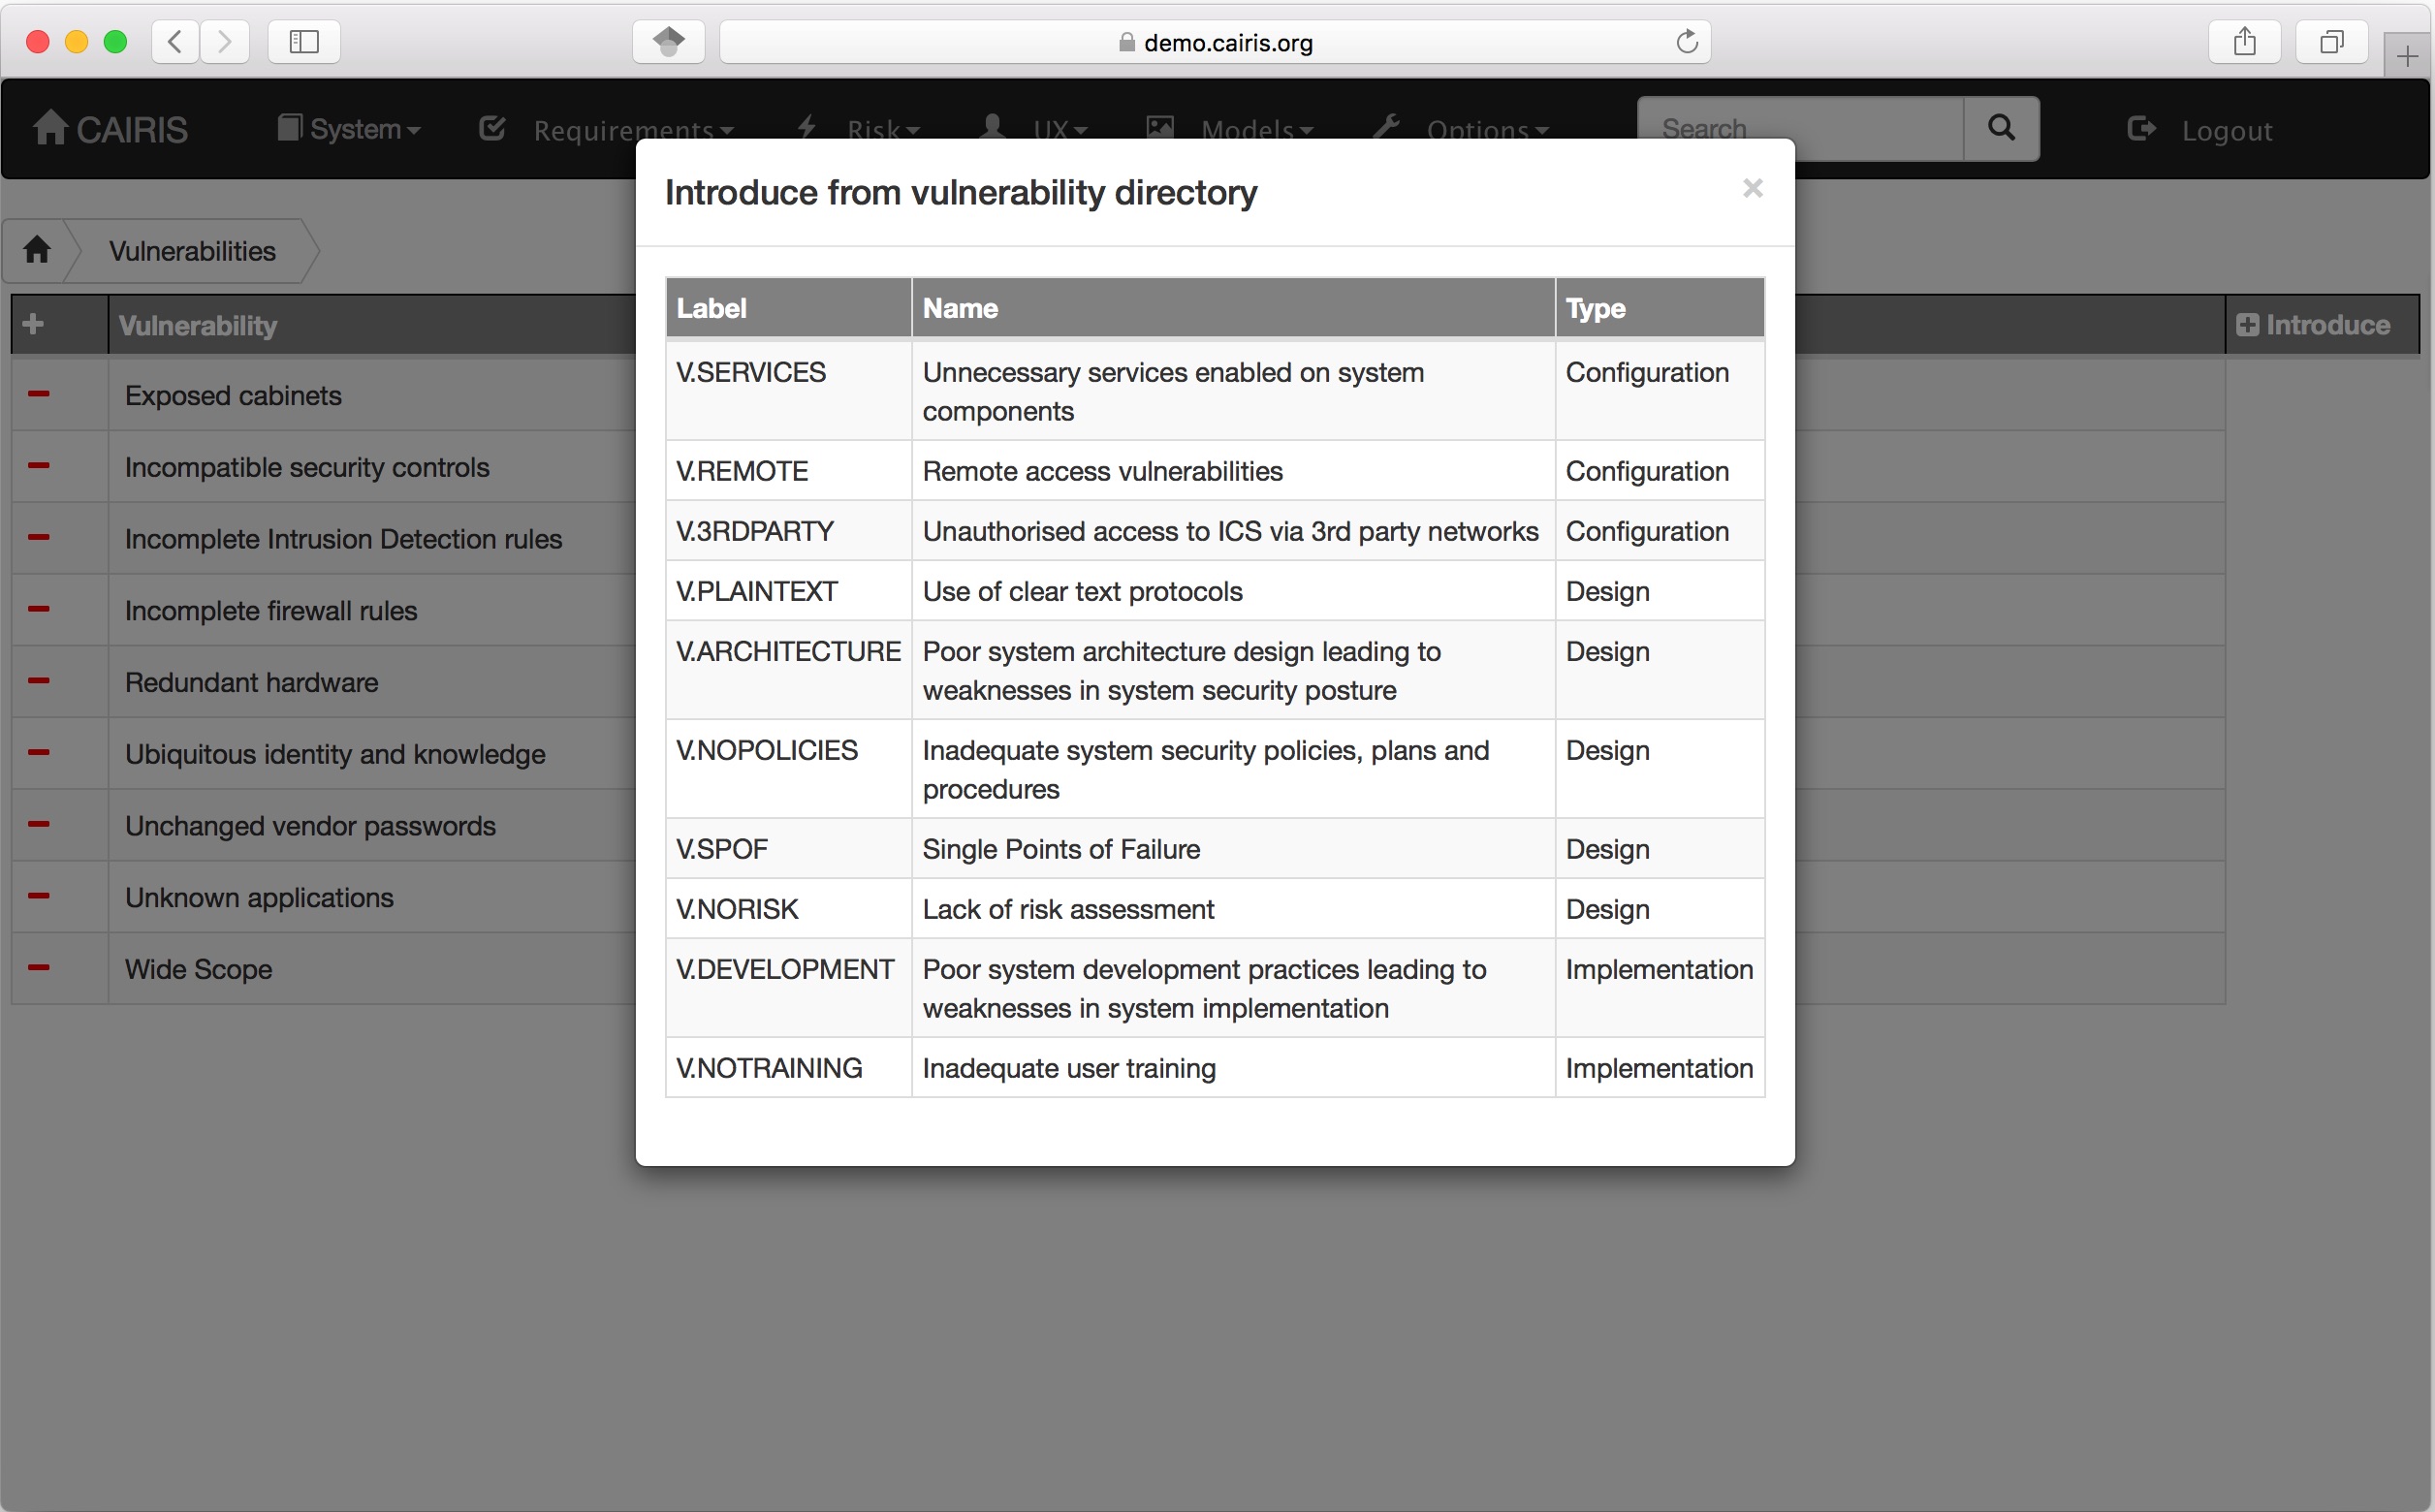 demo.cairis.org
CAIRIS System Requirements Risk UX Models Options Search Logout
Introduce from vulnerability directory
Vulnerabilities
Vulnerability
Introduce
Exposed cabinets
Incompatible security controls
Incomplete Intrusion Detection rules
Incomplete firewall rules
Redundant hardware
Ubiquitous identity and knowledge
Unchanged vendor passwords
Unknown applications
Wide Scope
Label Name Type
V.SERVICES Unnecessary services enabled on system Configuration
components
V.REMOTE Remote access vulnerabilities Configuration
V.3RDPARTY Unauthorised access to ICS via 3rd party networks Configuration
V.PLAINTEXT Use of clear text protocols Design
V.ARCHITECTURE Poor system architecture design leading to Design
weaknesses in system security posture
V.NOPOLICIES Inadequate system security policies, plans and Design
procedures
V.SPOF Single Points of Failure Design
V.NORISK Lack of risk assessment Design
V.DEVELOPMENT Poor system development practices leading to Implementation
weaknesses in system implementation
V.NOTRAINING Inadequate user training Implementation